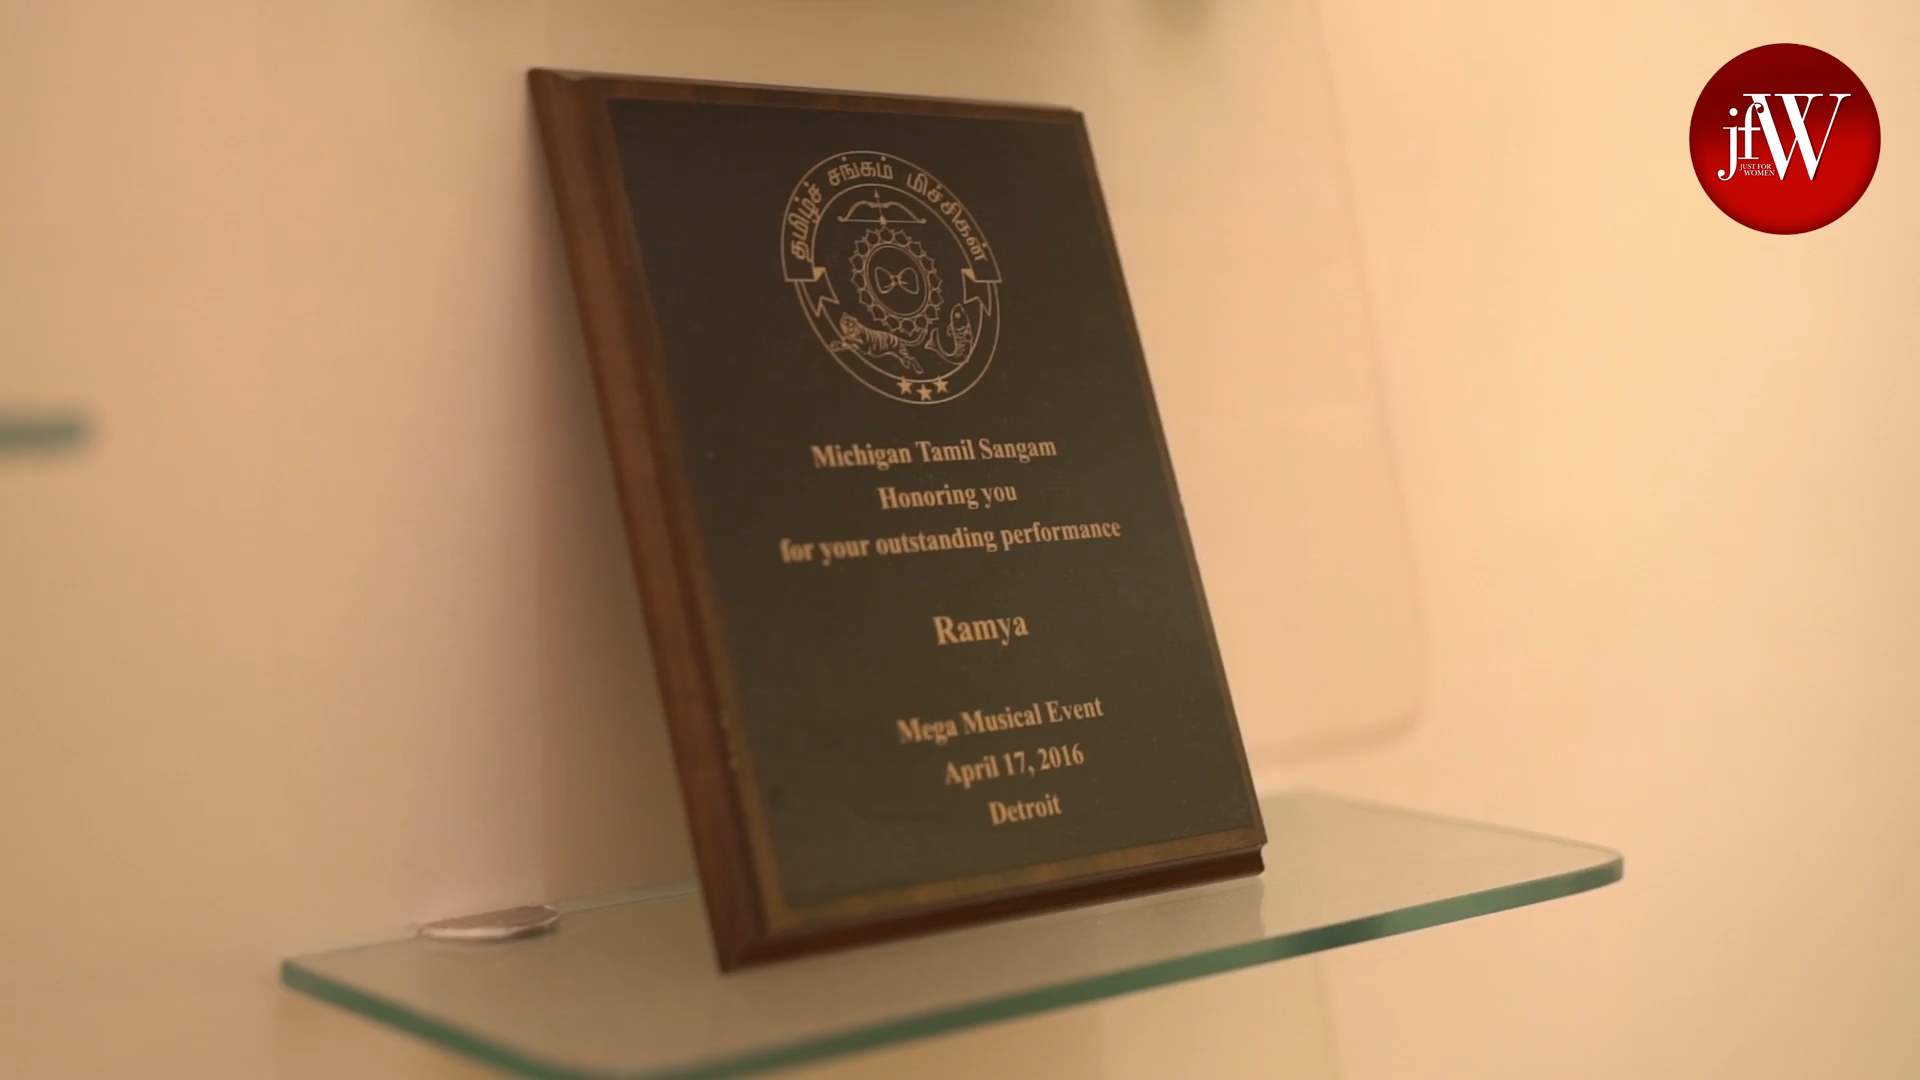 தமிழ்ச் சங்கம் மிச்சிகன்
Michigan Tamil Sangam
Honoring you
for your outstanding performance
Ramya
Mega Musical Event
April 17, 2016
Detroit
jfW
JUST FOR
WOMEN